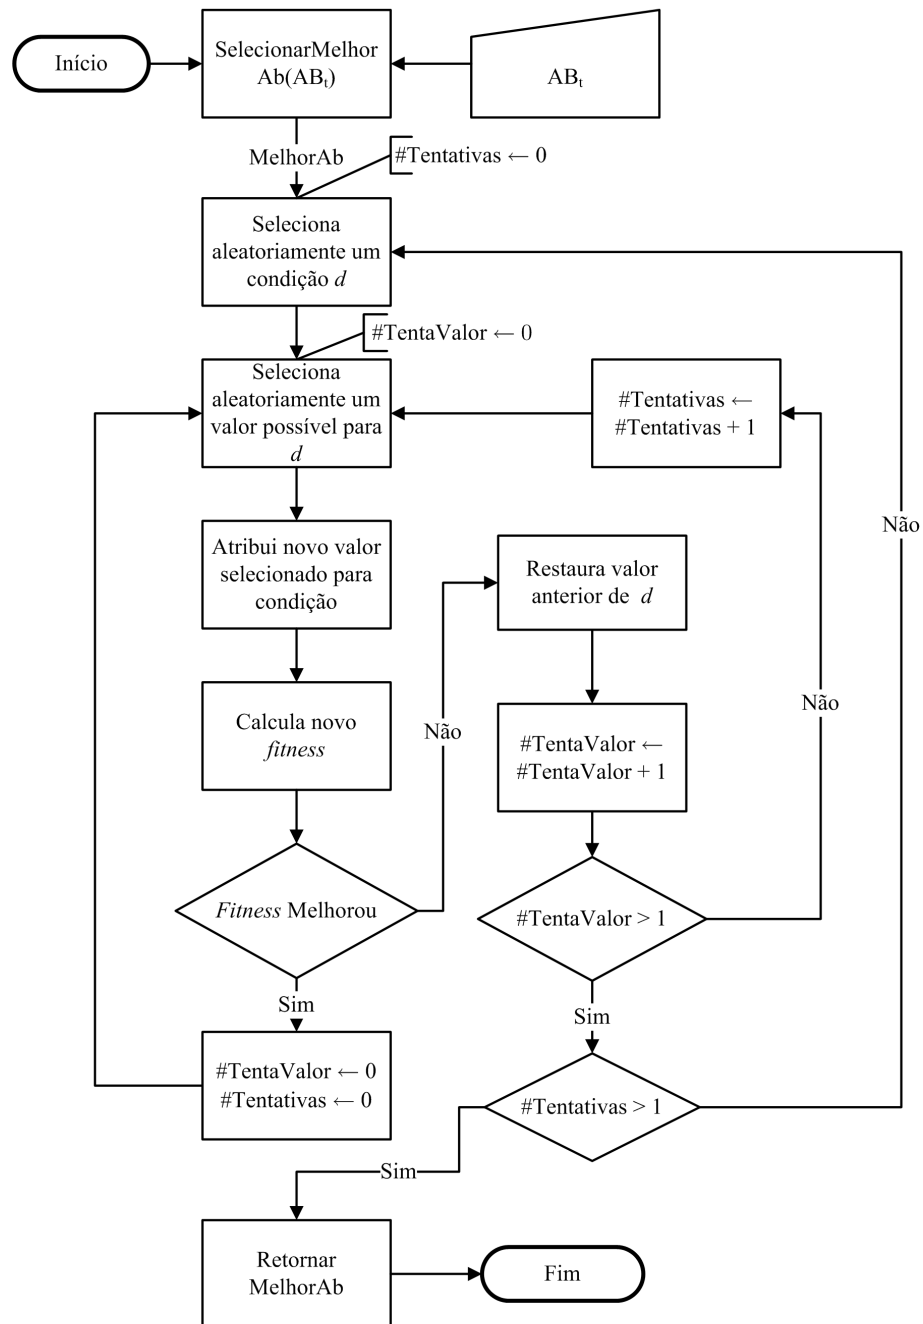 Início
SelecionarMelhor
Ab(ABt)
ABt
MelhorAb
#Tentativas ← 0
Seleciona
aleatoriamente um
condição d
#TentaValor ← 0
Seleciona
aleatoriamente um
valor possível para
d
#Tentativas ←
#Tentativas + 1
Não
Atribui novo valor
selecionado para
condição
Restaura valor
anterior de d
Calcula novo
fitness
Não
Não
#TentaValor ←
#TentaValor + 1
Fitness Melhorou
#TentaValor > 1
Sim
Sim
#TentaValor ← 0
#Tentativas ← 0
#Tentativas > 1
Sim
Retornar
MelhorAb
Fim